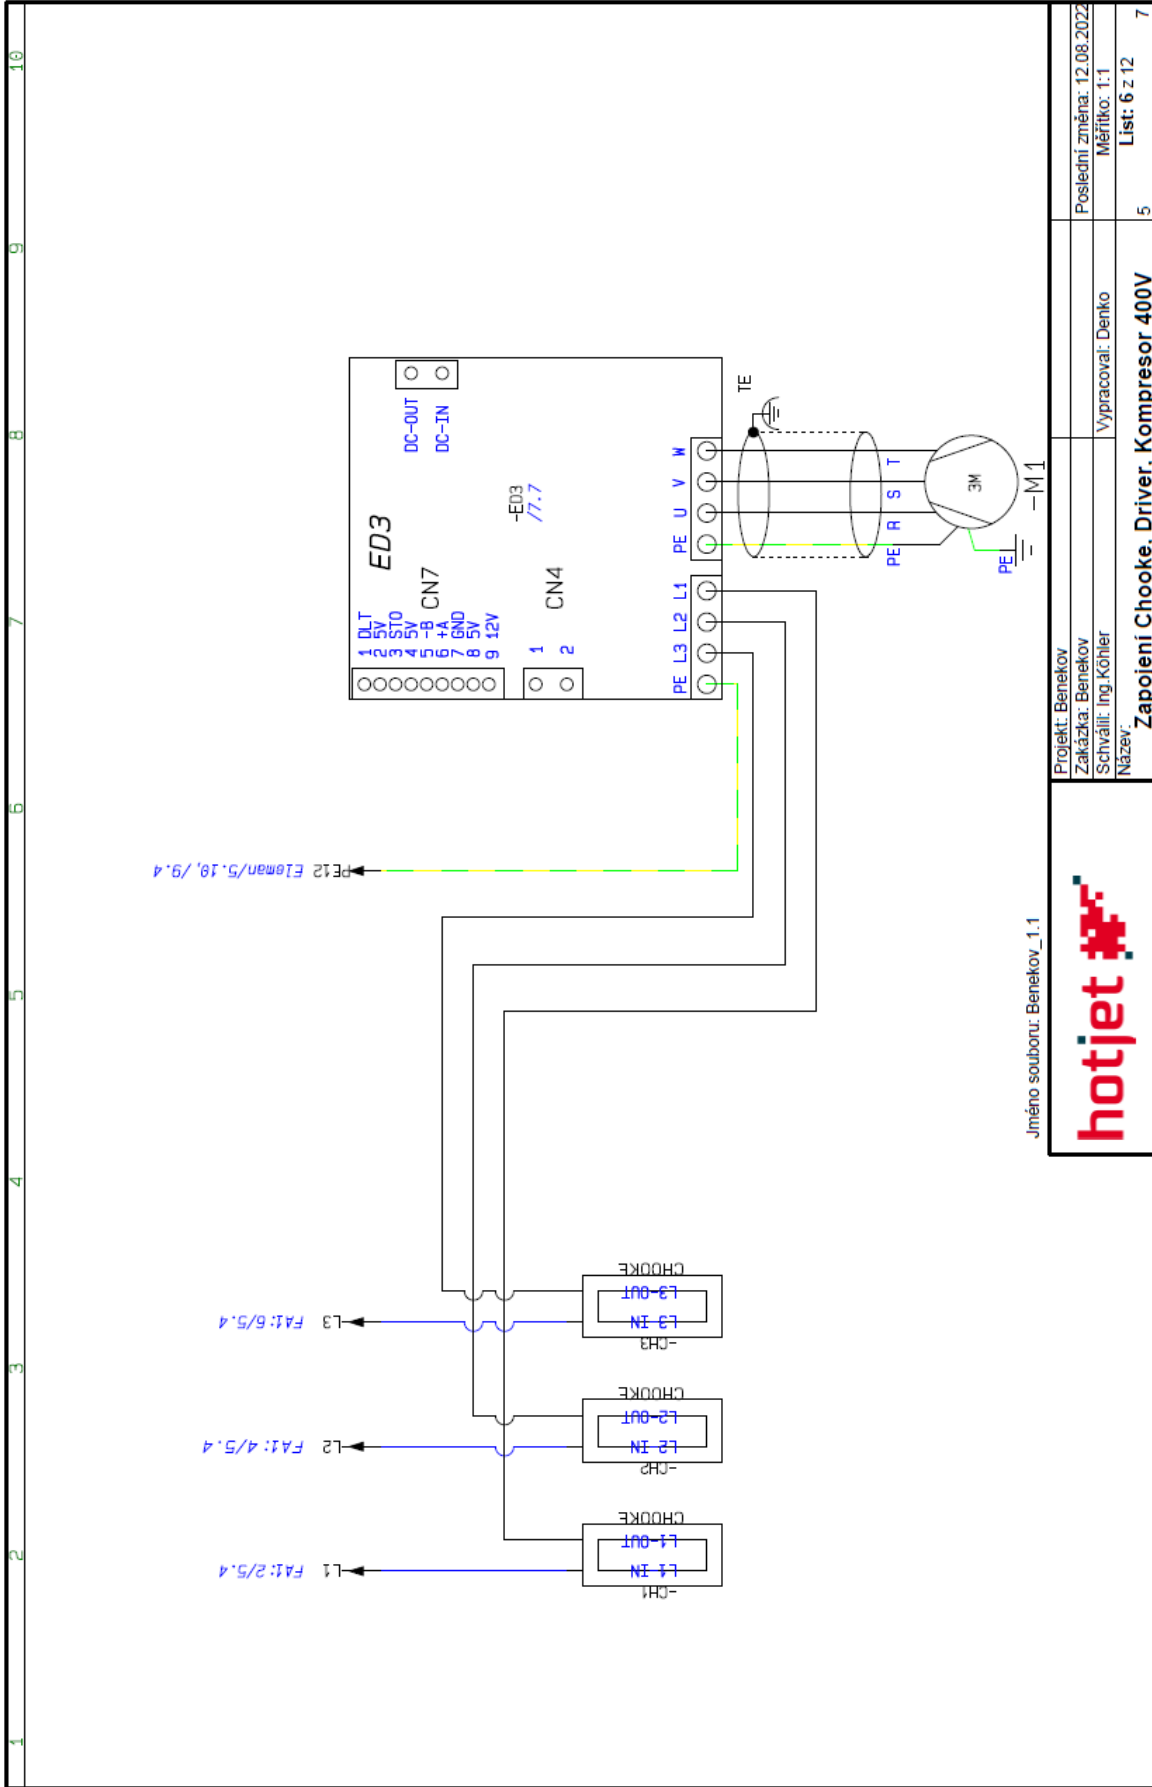 1 2 3 4 5 6 7 8 9 10
L1 FA1:2/5.4
L2 FA1:4/5.4
L3 FA1:6/5.4
PE12 Eleman/5.10,/9.4
-CH1
L1 IN
L1-OUT
CHOOKE
-CH2
L2 IN
L2-OUT
CHOOKE
-CH3
L3 IN
L3-OUT
CHOOKE
ED3
1 DLT
2 5V
3 STO
4 5V
5 -B
6 +A
7 GND
8 5V
9 12V
CN7
DC-OUT
DC-IN
-ED3
/7.7
1
2
CN4
PE L3 L2 L1 PE U V W
TE
PE R S T
3M
PE
-M1
Jméno souboru: Benekov_1.1
hotjet
Projekt: Benekov
Zakázka: Benekov
Poslední změna: 12.08.2022
Schválil: Ing.Köhler
Vypracoval: Denko
Měřítko: 1:1
Název:
List: 6 z 12
Zapojení Chooke, Driver, Kompresor 400V
5
7